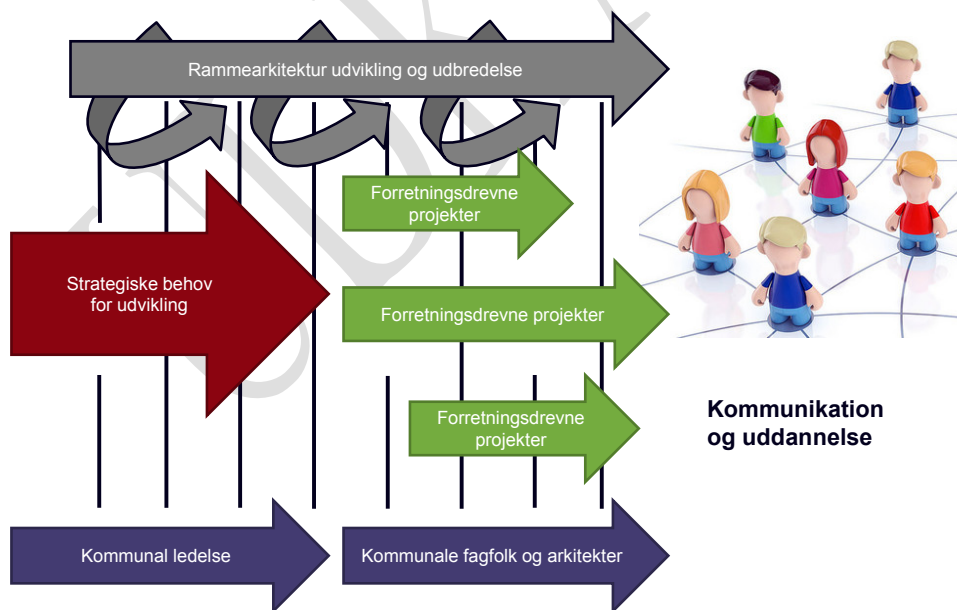 Rammearkitektur udvikling og udbredelse
Forretningsdrevne
projekter
Strategiske behov
for udvikling
Forretningsdrevne projekter
Forretningsdrevne
projekter
Kommunikation
og uddannelse
Kommunal ledelse
Kommunale fagfolk og arkitekter